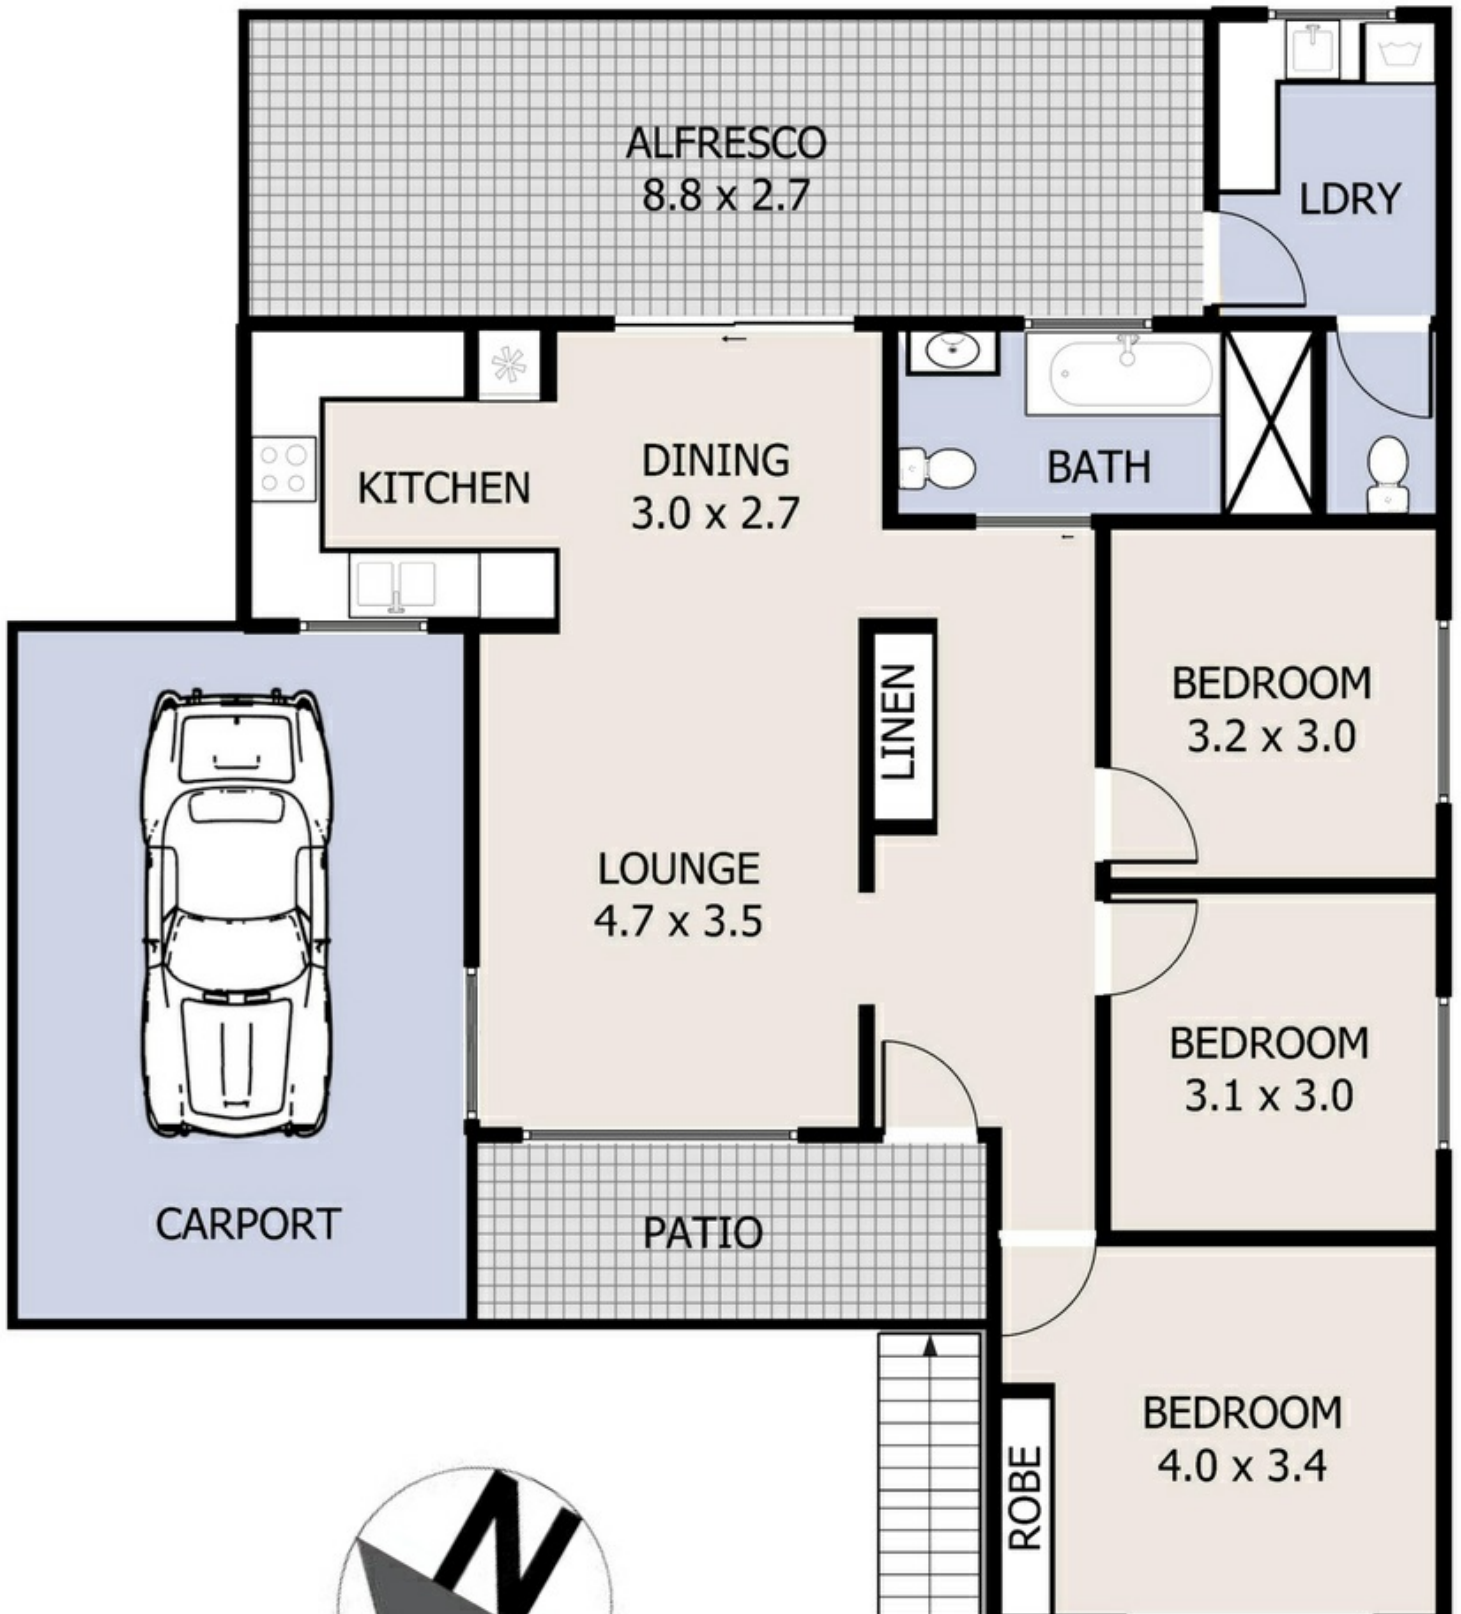 ALFRESCO
8.8 x 2.7
LDRY
KITCHEN
DINING
3.0 x 2.7
BATH
LINEN
BEDROOM
3.2 x 3.0
LOUNGE
4.7 x 3.5
BEDROOM
3.1 x 3.0
CARPORT
PATIO
BEDROOM
4.0 x 3.4
ROBE
N